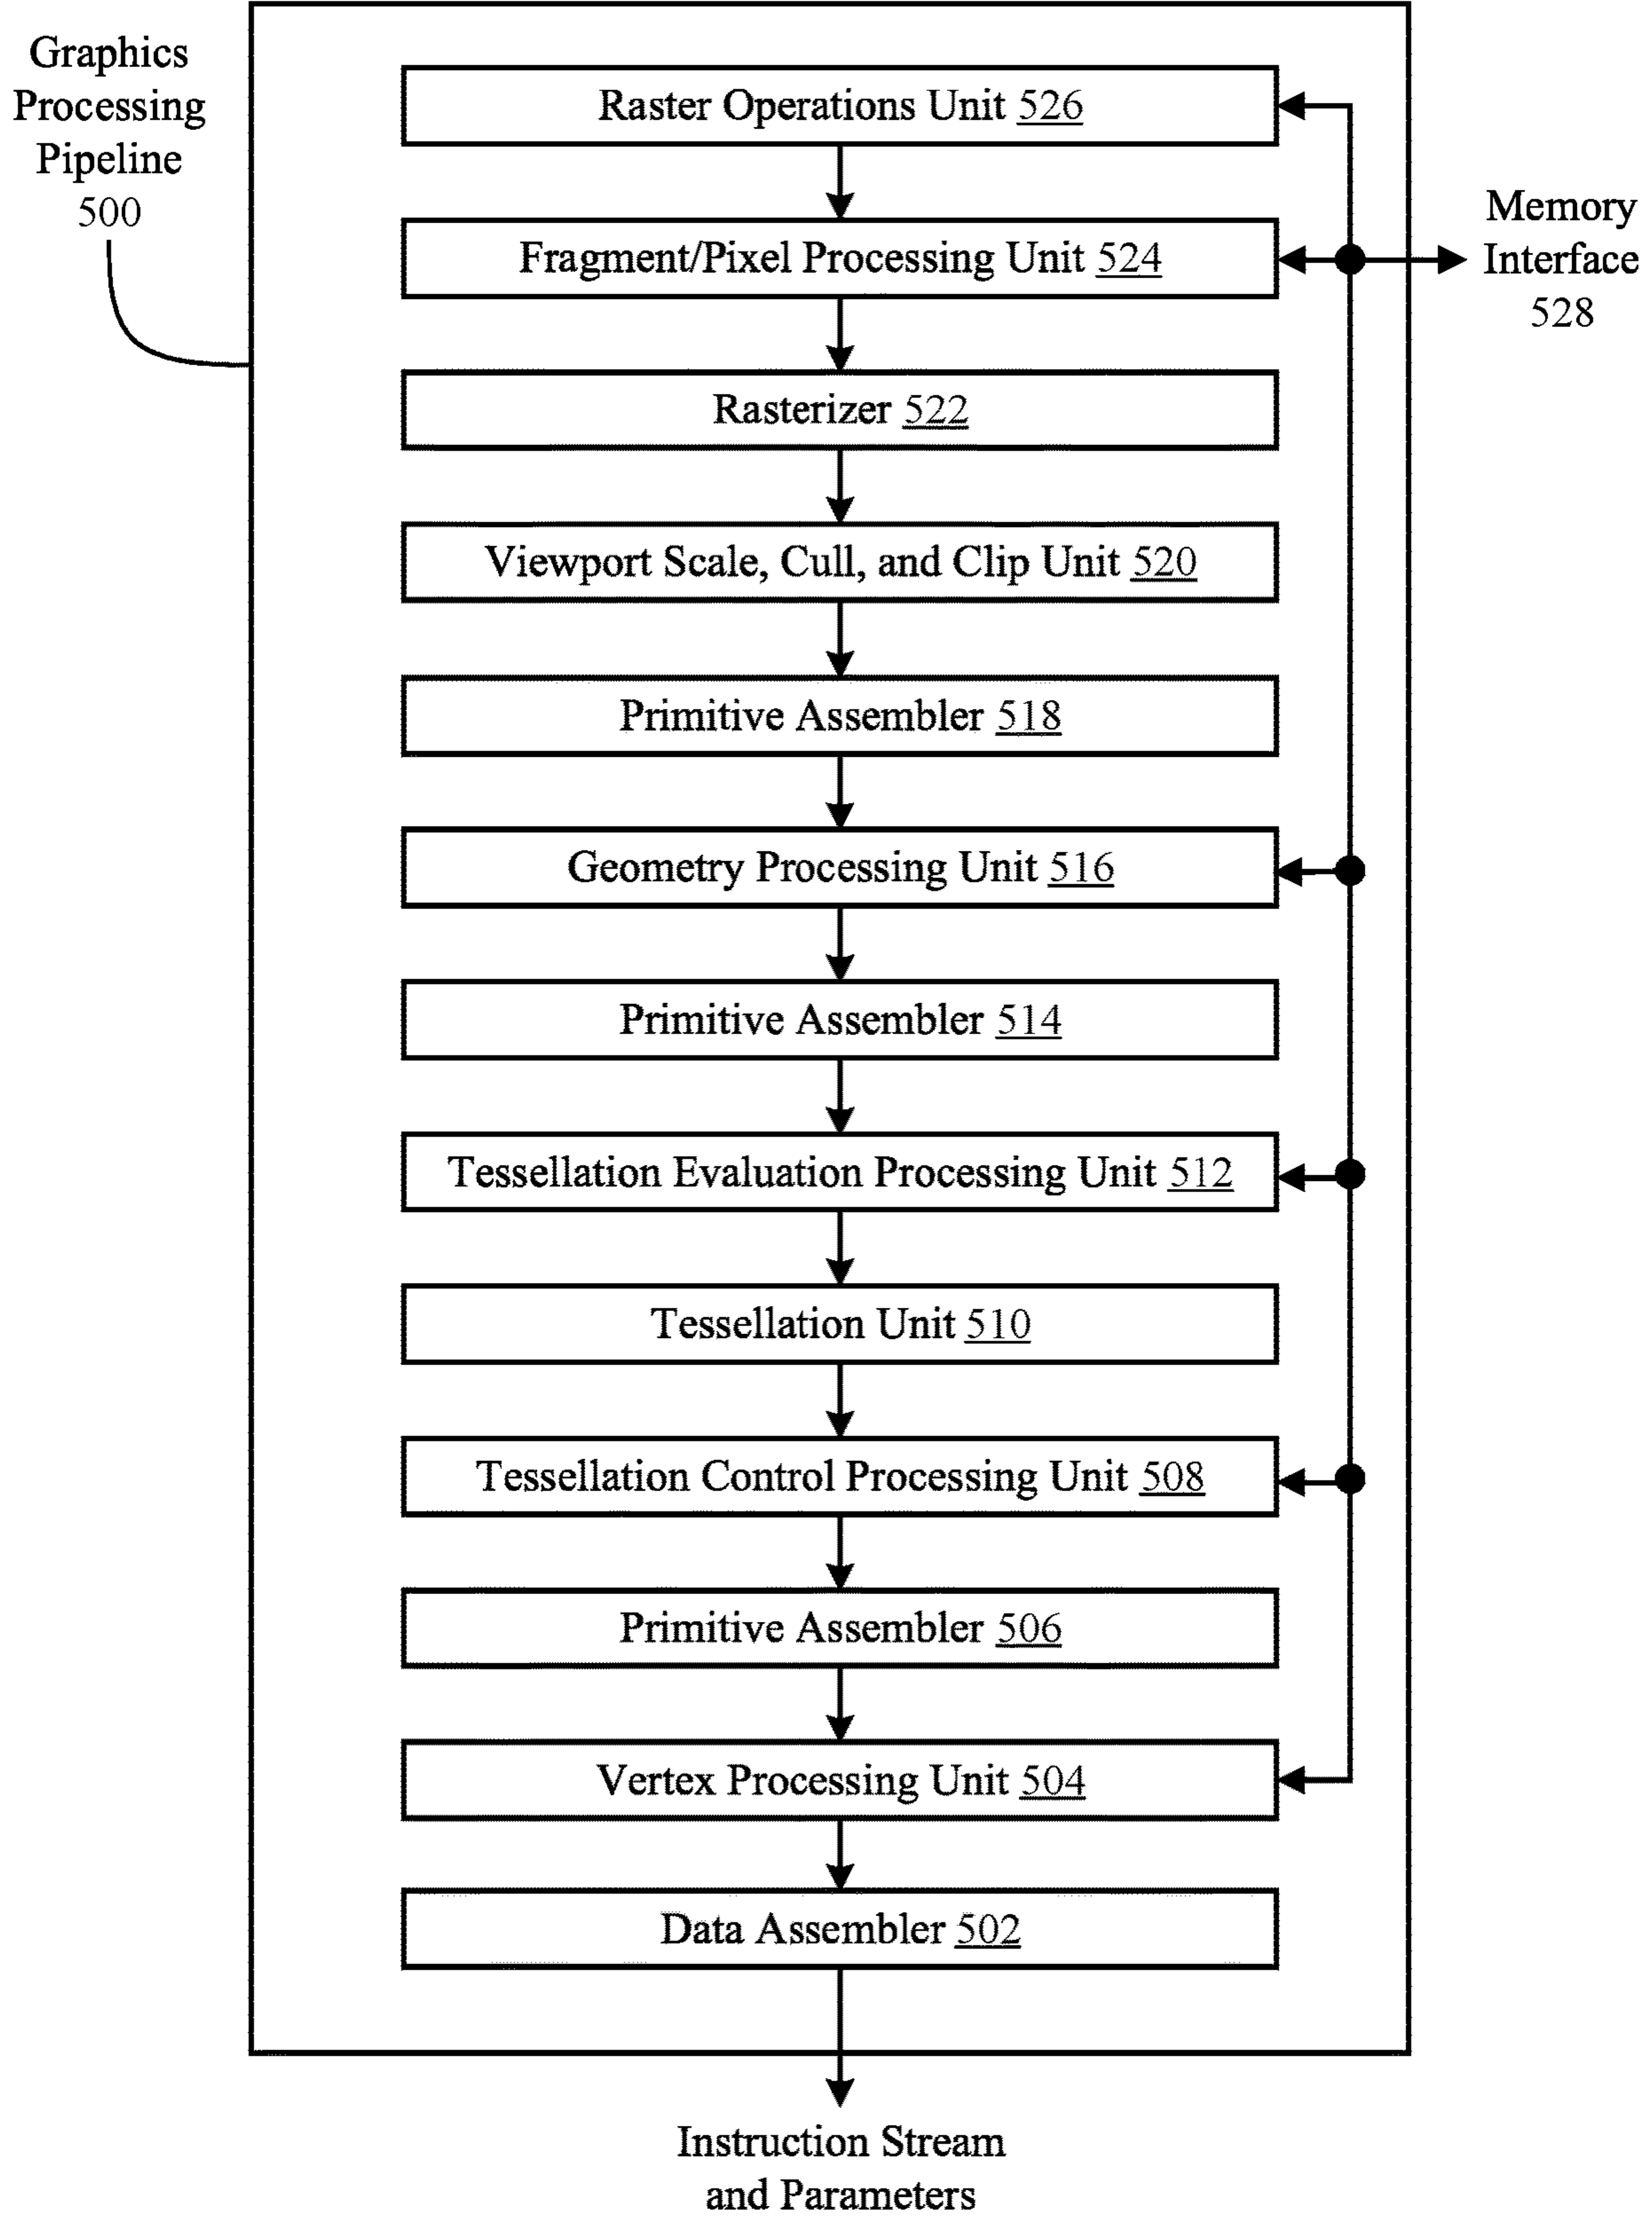 Graphics
Processing
Pipeline
500
Raster Operations Unit 526
Fragment/Pixel Processing Unit 524
Memory
Interface
528
Rasterizer 522
Viewport Scale, Cull, and Clip Unit 520
Primitive Assembler 518
Geometry Processing Unit 516
Primitive Assembler 514
Tessellation Evaluation Processing Unit 512
Tessellation Unit 510
Tessellation Control Processing Unit 508
Primitive Assembler 506
Vertex Processing Unit 504
Data Assembler 502
Instruction Stream
and Parameters